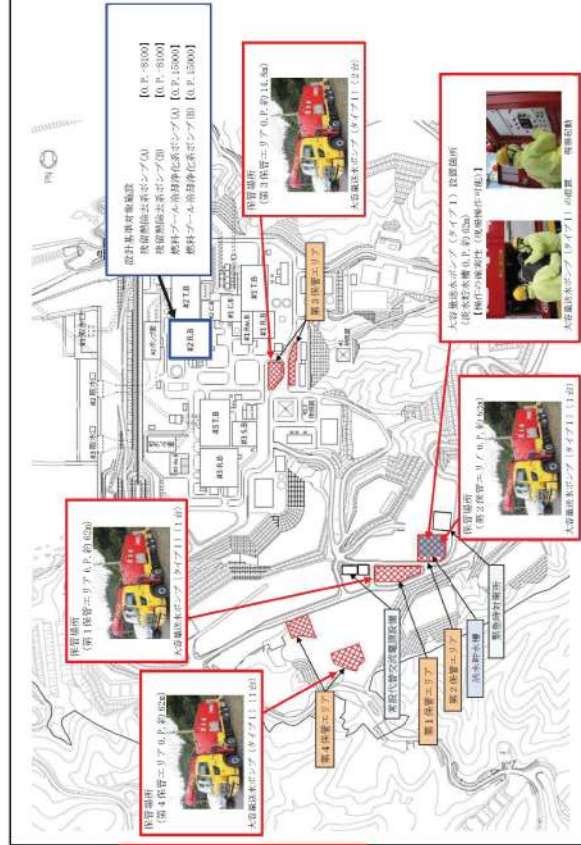 PN
設計基準対象施設
残留熱除去系ポンプ(A) 【O.P.-8100】
残留熱除去系ポンプ(B) 【O.P.-8100】
燃料プール冷却浄化系ポンプ(A) 【O.P.15000】
燃料プール冷却浄化系ポンプ(B) 【O.P.15000】
保管場所
(第3保管エリア O.P.約14.8m)
大容量送水ポンプ(タイプⅠ)(2台)
大容量送水ポンプ(タイプⅠ)設置箇所
(淡水貯水槽 O.P.約62m)
【操作の確実性(現場操作可能)】
大容量送水ポンプ(タイプⅠ)の設置
現場起動
保管場所
(第1保管エリア O.P.約62m)
大容量送水ポンプ(タイプⅠ)(1台)
保管場所
(第2保管エリア O.P.約62m)
大容量送水ポンプ(タイプⅠ)(1台)
保管場所
(第4保管エリア O.P.約62m)
大容量送水ポンプ(タイプⅠ)(1台)
#2 T.B
#2 R.B
#1 T.B
#1 R.B
#3 T.B
#3 S.B
#3 R.B
第3保管エリア
第4保管エリア
常設代替交流電源設備
第1保管エリア
第2保管エリア
淡水貯水槽
緊急時対策所